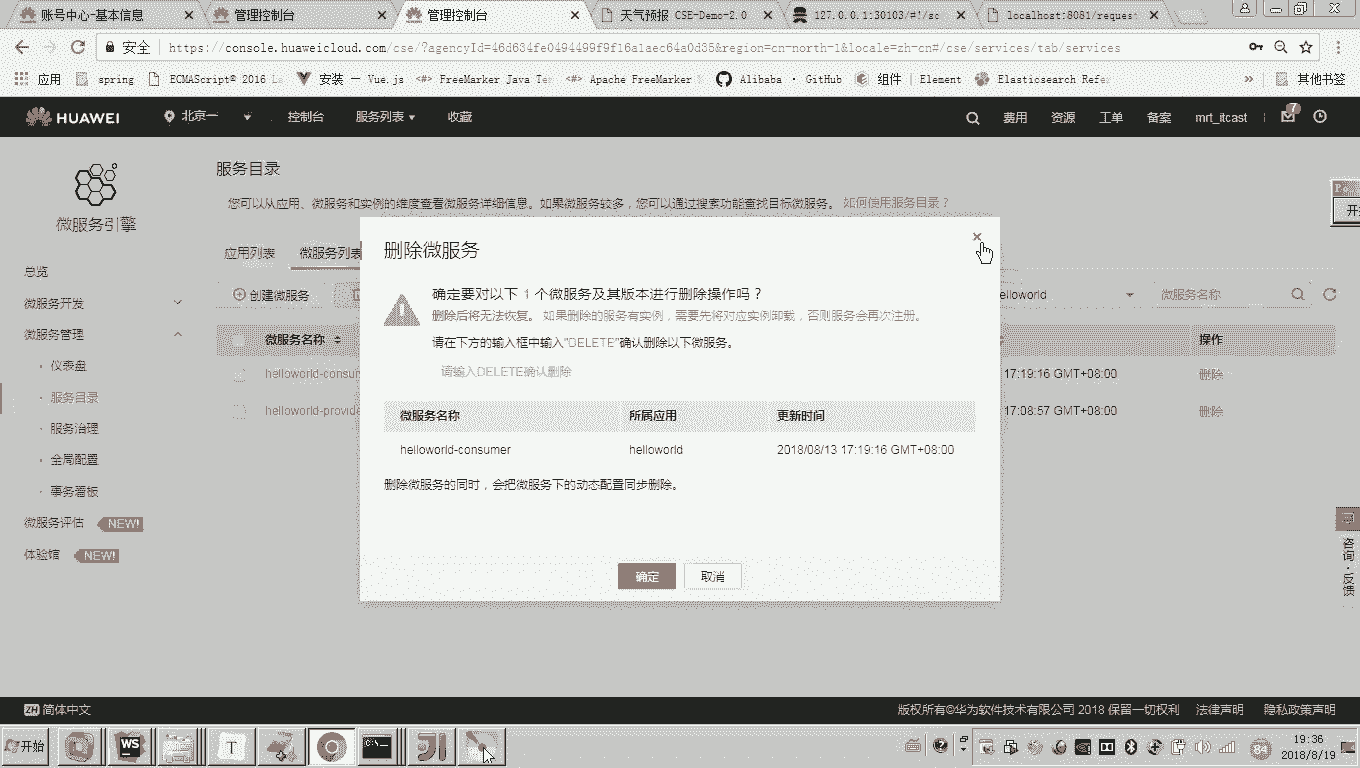 账号中心-基本信息
管理控制台
管理控制台
天气预报 CSE-Demo-2.0
127.0.0.1:30103/#!/sc
localhost:8081/reques
安全
https://console.huaweicloud.com/cse/?agencyId=46d634fe0494499f9f16a1aec64a0d35&region=cn-north-1&locale=zh-cn#/cse/services/tab/services
应用
spring
ECMAScript® 2016 La
安装 — Vue.js
FreeMarker Java Tem
Apache FreeMarker
Alibaba · GitHub
组件 | Element
Elasticsearch Refe
»
其他书签
HUAWEI
北京一
控制台
服务列表
收藏
费用
资源
工单
备案
mrt_itcast
7
微服务引擎
总览
微服务开发
微服务管理
仪表盘
服务目录
服务治理
全局配置
事务看板
微服务评估 NEW!
体验馆 NEW!
服务目录
您可以从应用、微服务和实例的维度查看微服务详细信息。如果微服务较多，您可以通过搜索功能查找目标微服务。 如何使用服务目录？
应用列表
微服务列表
创建微服务
elloworld
微服务名称
微服务名称
操作
helloworld-consum
17:19:16 GMT+08:00
删除
helloworld-provide
17:08:57 GMT+08:00
删除
删除微服务
确定要对以下 1 个微服务及其版本进行删除操作吗？
删除后将无法恢复。 如果删除的服务有实例，需要先将对应实例卸载，否则服务会再次注册。
请在下方的输入框中输入“DELETE”确认删除以下微服务。
请输入DELETE确认删除
微服务名称
所属应用
更新时间
helloworld-consumer
helloworld
2018/08/13 17:19:16 GMT+08:00
删除微服务的同时，会把微服务下的动态配置同步删除。
确定
取消
开
咨询·反馈
ZH 简体中文
版权所有©华为软件技术有限公司 2018 保留一切权利
法律声明
隐私政策声明
开始
WS
T
84
19:36
2018/8/19